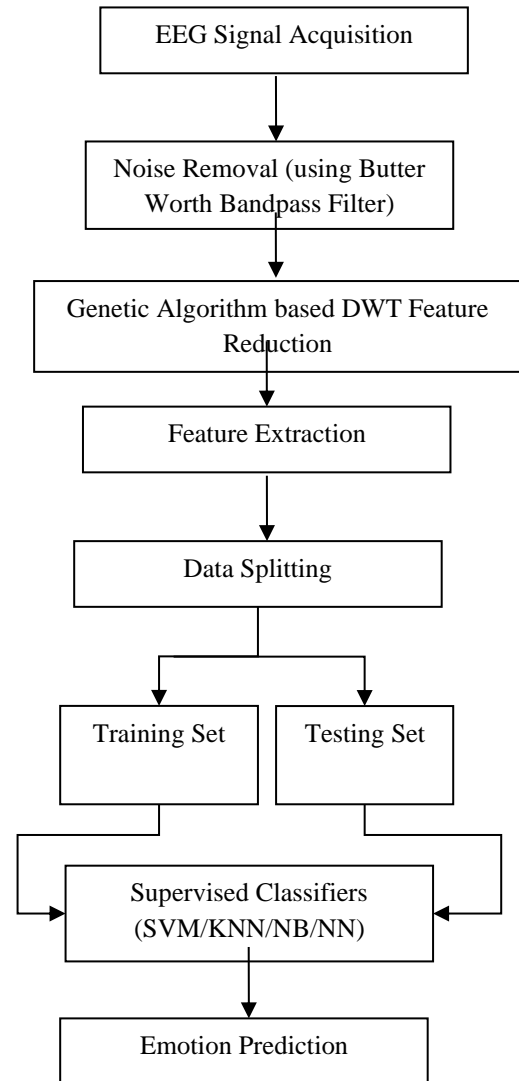 EEG Signal Acquisition
Noise Removal (using Butter
Worth Bandpass Filter)
Genetic Algorithm based DWT Feature
Reduction
Feature Extraction
Data Splitting
Training Set
Testing Set
Supervised Classifiers
(SVM/KNN/NB/NN)
Emotion Prediction